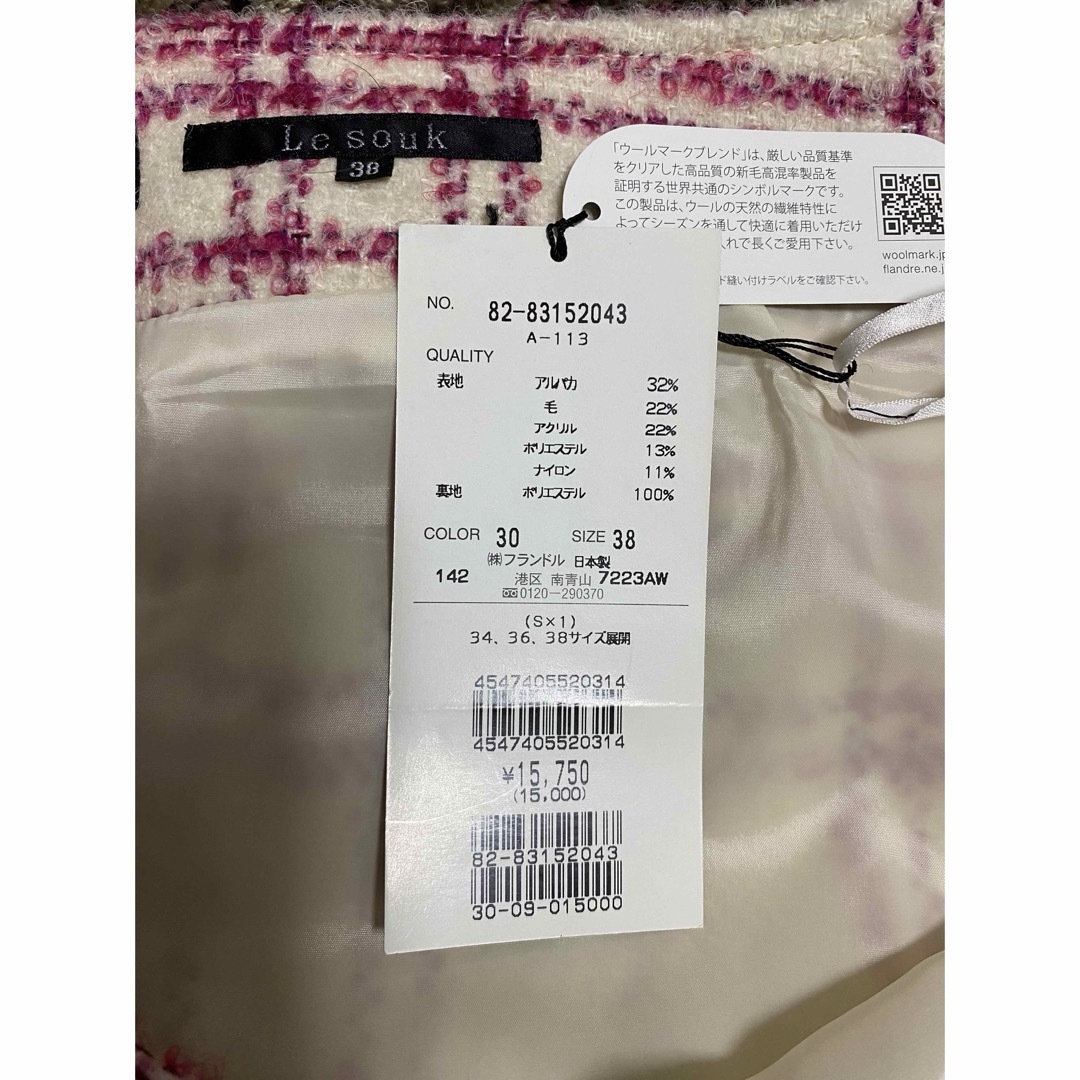 Le souk
38
「ウールマークブレンド」は、厳しい品質基準
をクリアした高品質の新毛高混率製品を
証明する世界共通のシンボルマークです。
この製品は、ウールの天然の繊維特性に
よってシーズンを通して快適に着用いただけ
入れで長くご愛用下さい。
ド縫い付けラベルをご確認下さい。
woolmark.jp
flandre.ne.j
NO. 82-83152043
A-113
QUALITY
表地 アルパカ 32%
毛 22%
アクリル 22%
ポリエステル 13%
ナイロン 11%
裏地 ポリエステル 100%
COLOR 30 SIZE 38
㈱フランドル 日本製
142 港区 南青山 7223AW
0120-290370
(S×1)
34、36、38サイズ展開
4547405520314
4547405520314
¥15,750
(15,000)
82-83152043
30-09-015000